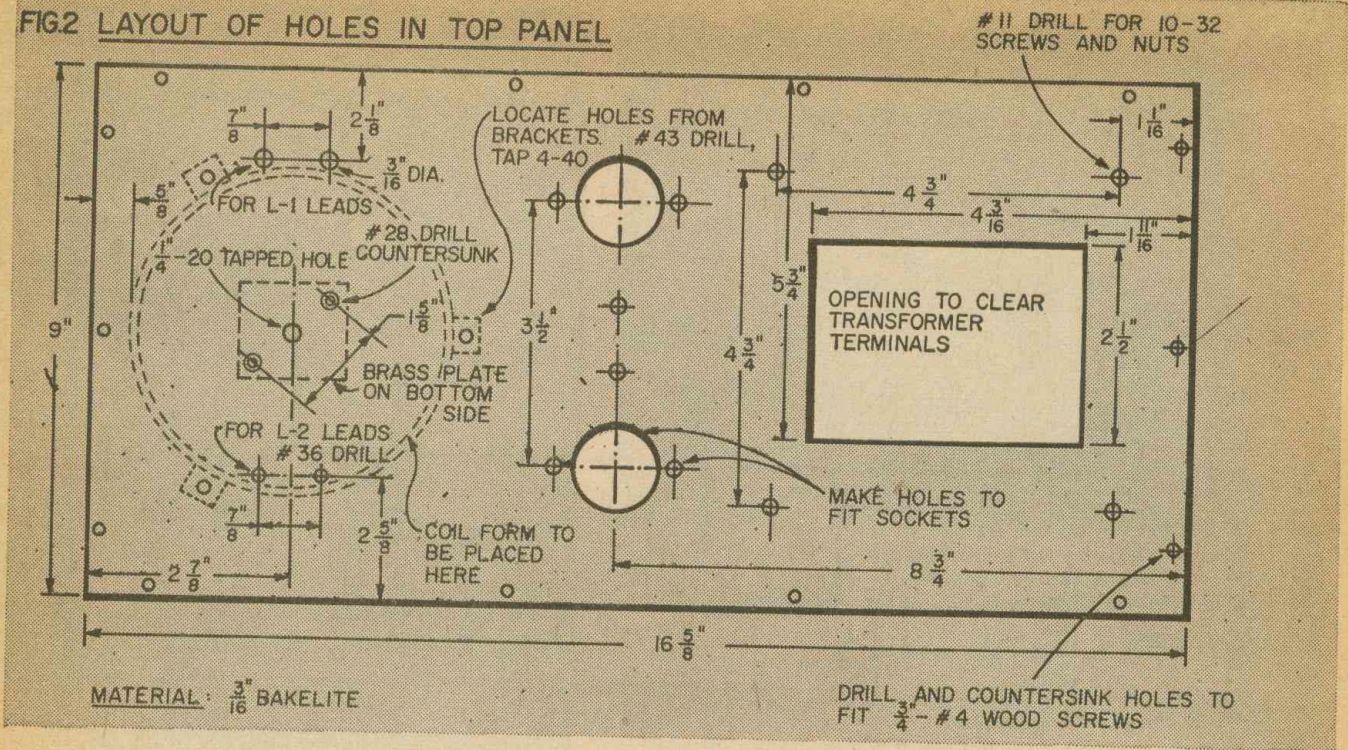 FIG.2 LAYOUT OF HOLES IN TOP PANEL
#11 DRILL FOR 10-32
SCREWS AND NUTS
7/8"
2 1/8"
LOCATE HOLES FROM
BRACKETS. #43 DRILL,
TAP 4-40
1 1/16"
3/16" DIA.
5/8"
FOR L-1 LEADS
4 3/4"
4 3/16"
1 11/16"
#28 DRILL
COUNTERSUNK
1/4"-20 TAPPED HOLE
9"
1 5/8"
3 1/2"
5 3/4"
4 3/4"
OPENING TO CLEAR
TRANSFORMER
TERMINALS
2 1/2"
BRASS PLATE
ON BOTTOM
SIDE
FOR L-2 LEADS
#36 DRILL
MAKE HOLES TO
FIT SOCKETS
7/8"
2 5/8"
COIL FORM TO
BE PLACED
HERE
2 7/8"
8 3/4"
16 5/8"
MATERIAL: 3/16" BAKELITE
DRILL AND COUNTERSINK HOLES TO
FIT 3/4"-#4 WOOD SCREWS